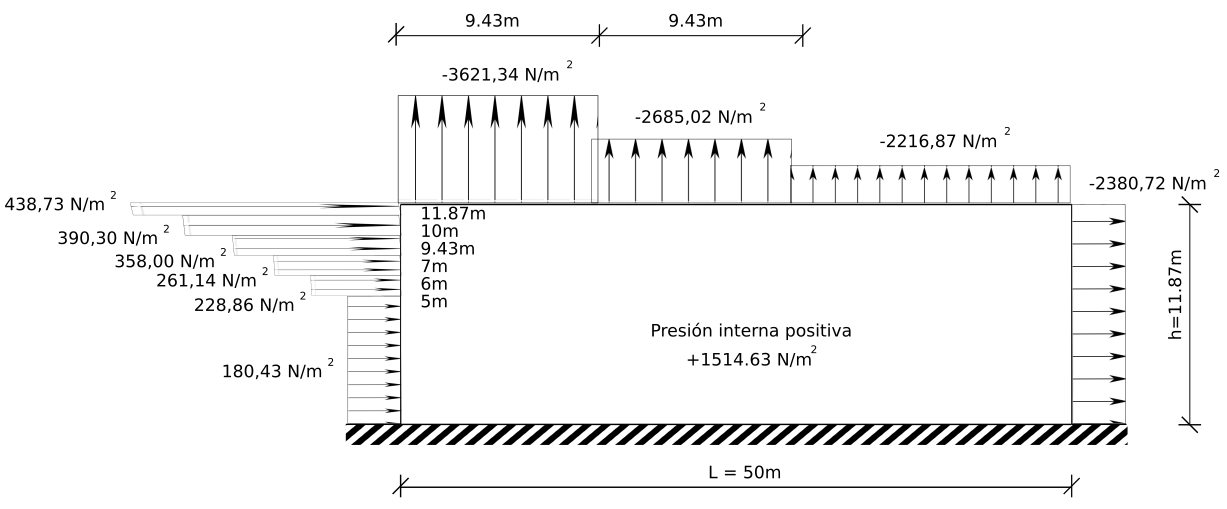 9.43m 9.43m
-3621,34 N/m 2
-2685,02 N/m 2
-2216,87 N/m 2
-2380,72 N/m 2
438,73 N/m 2
390,30 N/m 2
358,00 N/m 2
261,14 N/m 2
228,86 N/m 2
180,43 N/m 2
11.87m
10m
9.43m
7m
6m
5m
Presión interna positiva
+1514.63 N/m2
h=11.87m
L = 50m